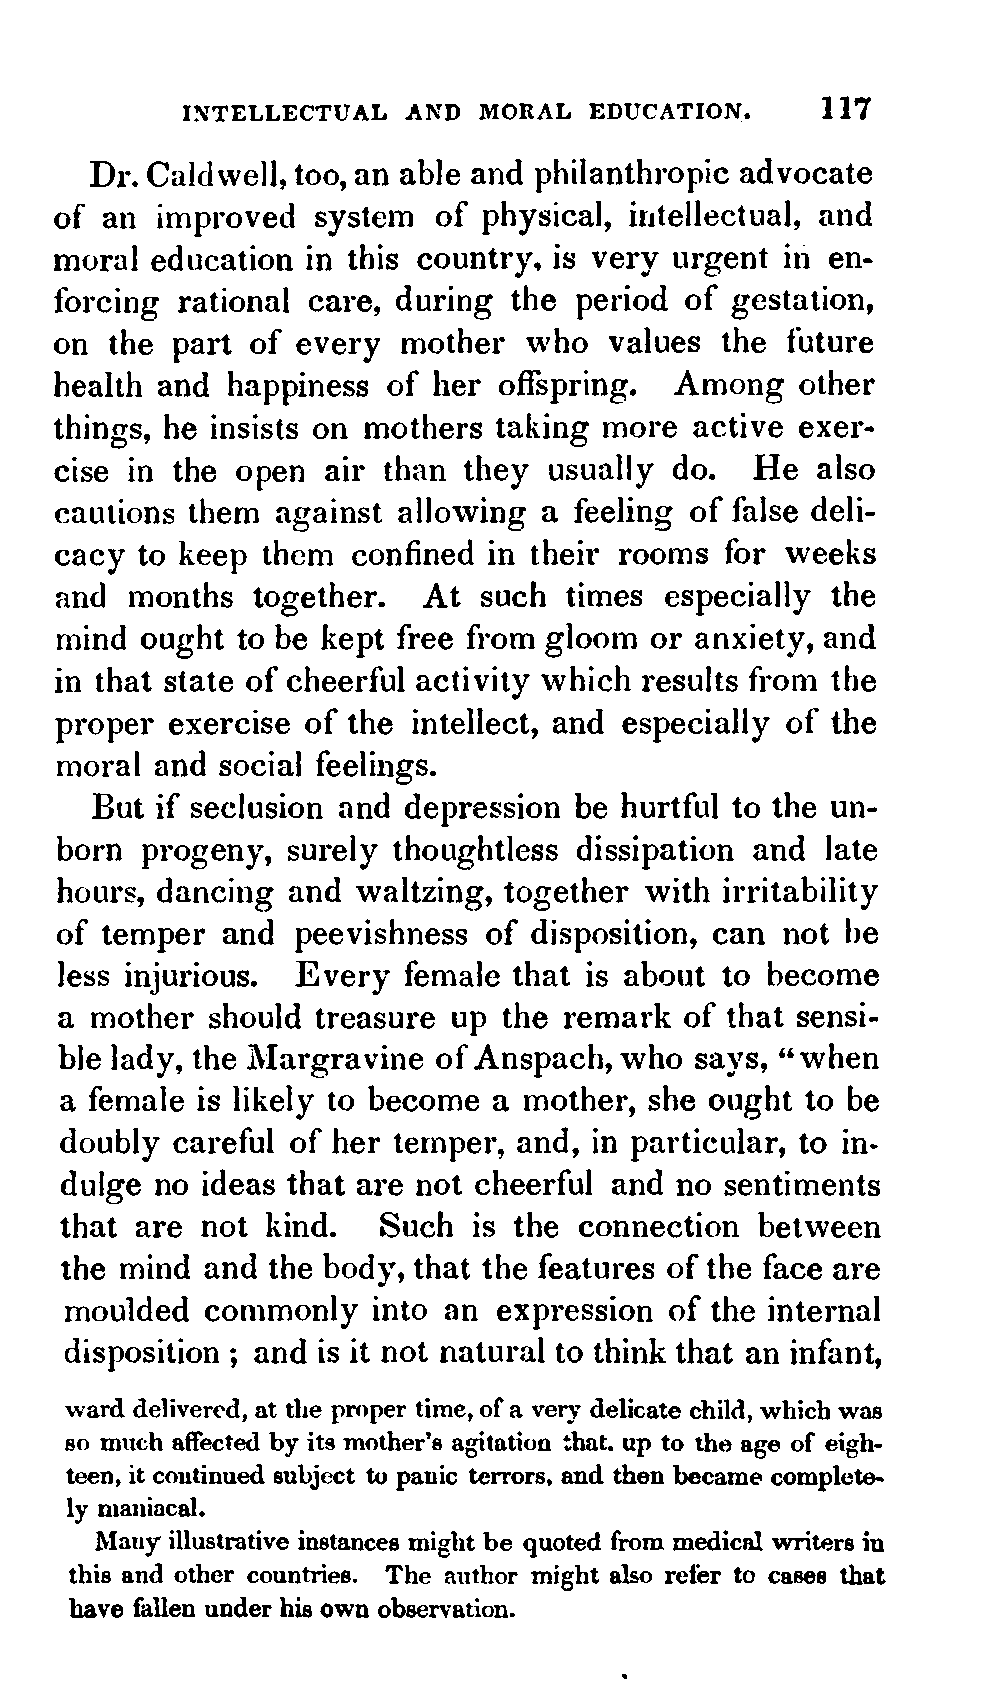 INTELLECTUAL AND MORAL EDUCATION. 117
Dr. Caldwell, too, an able and philanthropic advocate
of an improved system of physical, intellectual, and
moral education in this country, is very urgent in en-
forcing rational care, during the period of gestation,
on the part of every mother who values the future
health and happiness of her offspring. Among other
things, he insists on mothers taking more active exer-
cise in the open air than they usually do. He also
cautions them against allowing a feeling of false deli-
cacy to keep them confined in their rooms for weeks
and months together. At such times especially the
mind ought to be kept free from gloom or anxiety, and
in that state of cheerful activity which results from the
proper exercise of the intellect, and especially of the
moral and social feelings.
But if seclusion and depression be hurtful to the un-
born progeny, surely thoughtless dissipation and late
hours, dancing and waltzing, together with irritability
of temper and peevishness of disposition, can not be
less injurious. Every female that is about to become
a mother should treasure up the remark of that sensi-
ble lady, the Margravine of Anspach, who says, "when
a female is likely to become a mother, she ought to be
doubly careful of her temper, and, in particular, to in-
dulge no ideas that are not cheerful and no sentiments
that are not kind. Such is the connection between
the mind and the body, that the features of the face are
moulded commonly into an expression of the internal
disposition ; and is it not natural to think that an infant,
ward delivered, at the proper time, of a very delicate child, which was
so much affected by its mother's agitation that. up to the age of eigh-
teen, it continued subject to panic terrors, and then became complete-
ly maniacal.
Many illustrative instances might be quoted from medical writers in
this and other countries. The author might also refer to cases that
have fallen under his own observation.